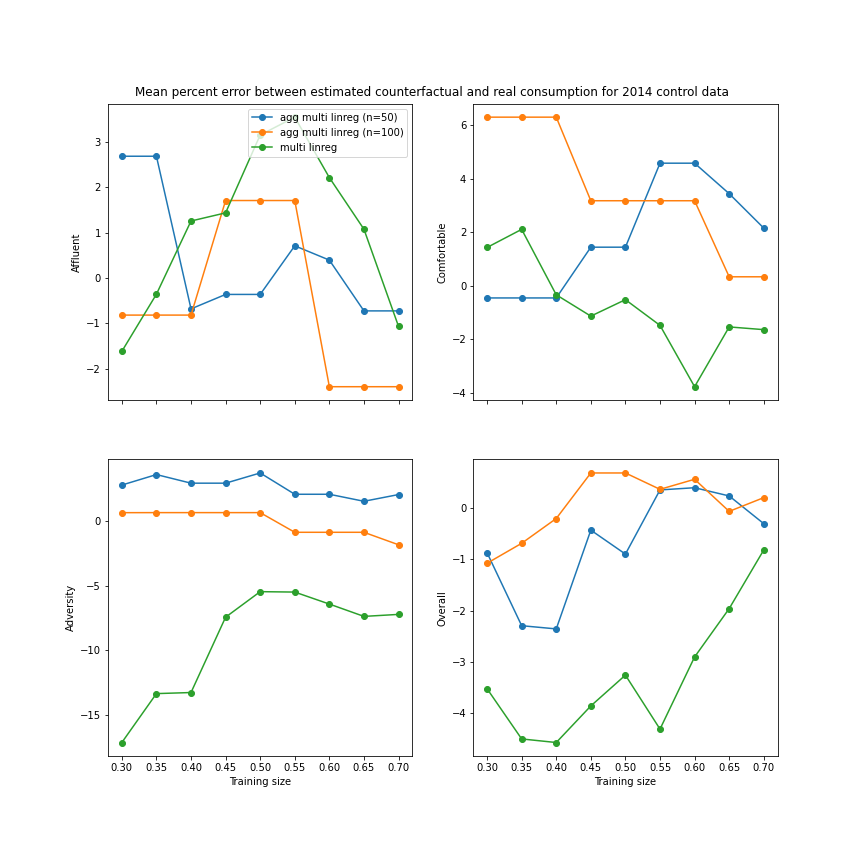 Mean percent error between estimated counterfactual and real consumption for 2014 control data
agg multi linreg (n=50)
agg multi linreg (n=100)
multi linreg
Affluent
3
2
1
0
−1
−2
Comfortable
6
4
2
0
−2
−4
Adversity
0
−5
−10
−15
0.30 0.35 0.40 0.45 0.50 0.55 0.60 0.65 0.70
Training size
Overall
0
−1
−2
−3
−4
0.30 0.35 0.40 0.45 0.50 0.55 0.60 0.65 0.70
Training size